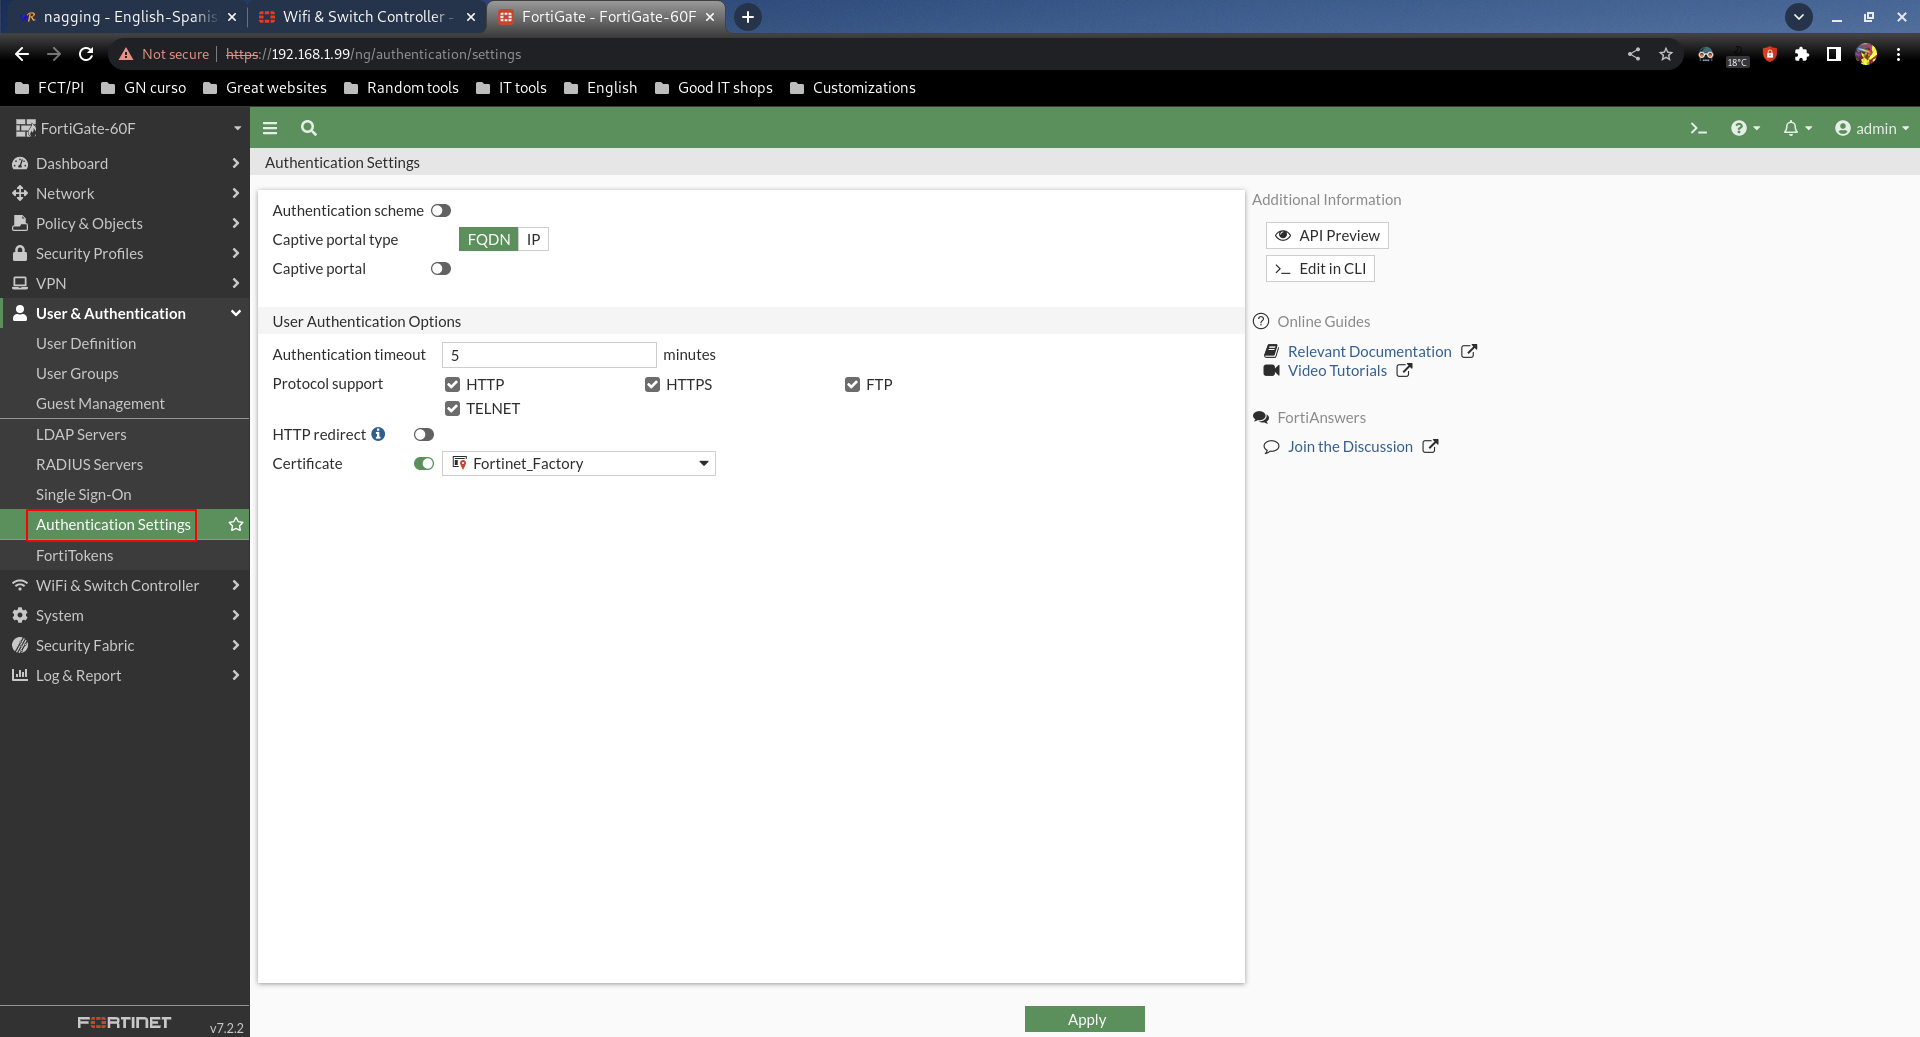 nagging - English-Spanis
Wifi & Switch Controller -
FortiGate - FortiGate-60F
Not secure
https://192.168.1.99/ng/authentication/settings
18°C
FCT/PI
GN curso
Great websites
Random tools
IT tools
English
Good IT shops
Customizations
FortiGate-60F
admin
Dashboard
Network
Policy & Objects
Security Profiles
VPN
User & Authentication
User Definition
User Groups
Guest Management
LDAP Servers
RADIUS Servers
Single Sign-On
Authentication Settings
FortiTokens
WiFi & Switch Controller
System
Security Fabric
Log & Report
FORTINET
v7.2.2
Authentication Settings
Authentication scheme
Captive portal type FQDN IP
Captive portal
User Authentication Options
Authentication timeout 5 minutes
Protocol support HTTP HTTPS FTP
TELNET
HTTP redirect
Certificate Fortinet_Factory
Apply
Additional Information
API Preview
>_ Edit in CLI
Online Guides
Relevant Documentation
Video Tutorials
FortiAnswers
Join the Discussion